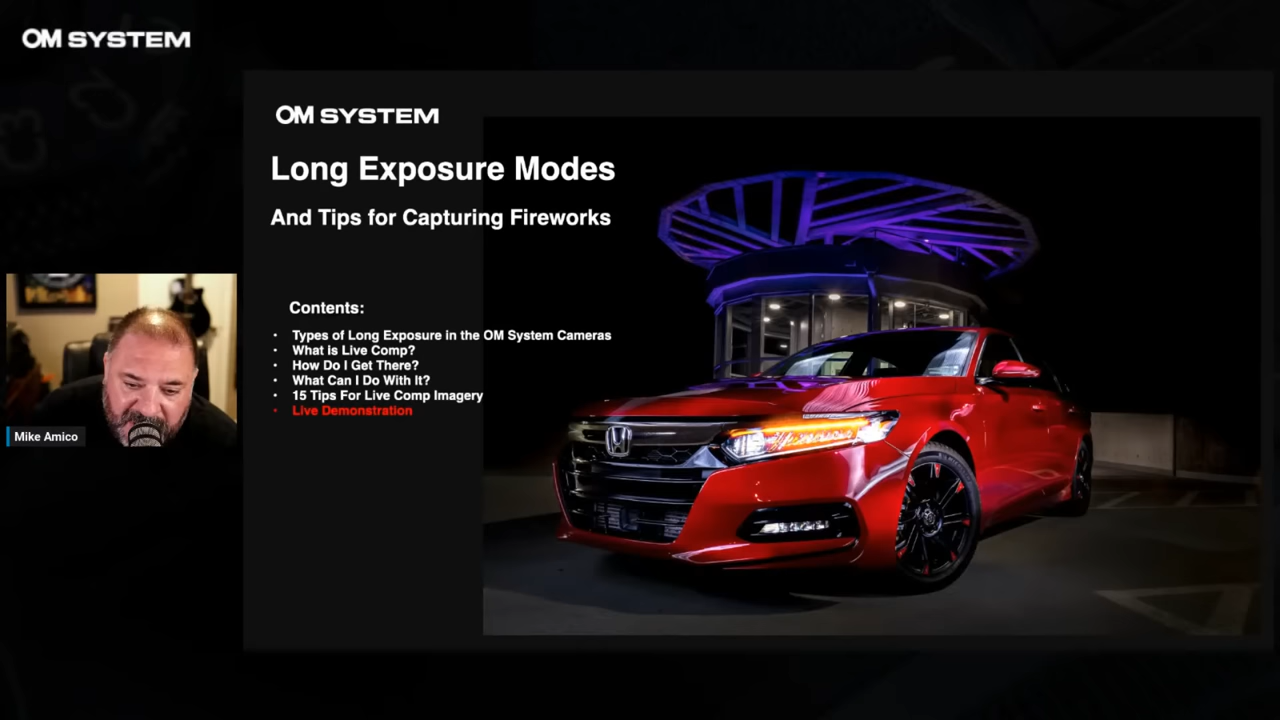 OM SYSTEM
OM SYSTEM
Long Exposure Modes
And Tips for Capturing Fireworks
Contents:
• Types of Long Exposure in the OM System Cameras
• What is Live Comp?
• How Do I Get There?
• What Can I Do With It?
• 15 Tips For Live Comp Imagery
• Live Demonstration
Mike Amico